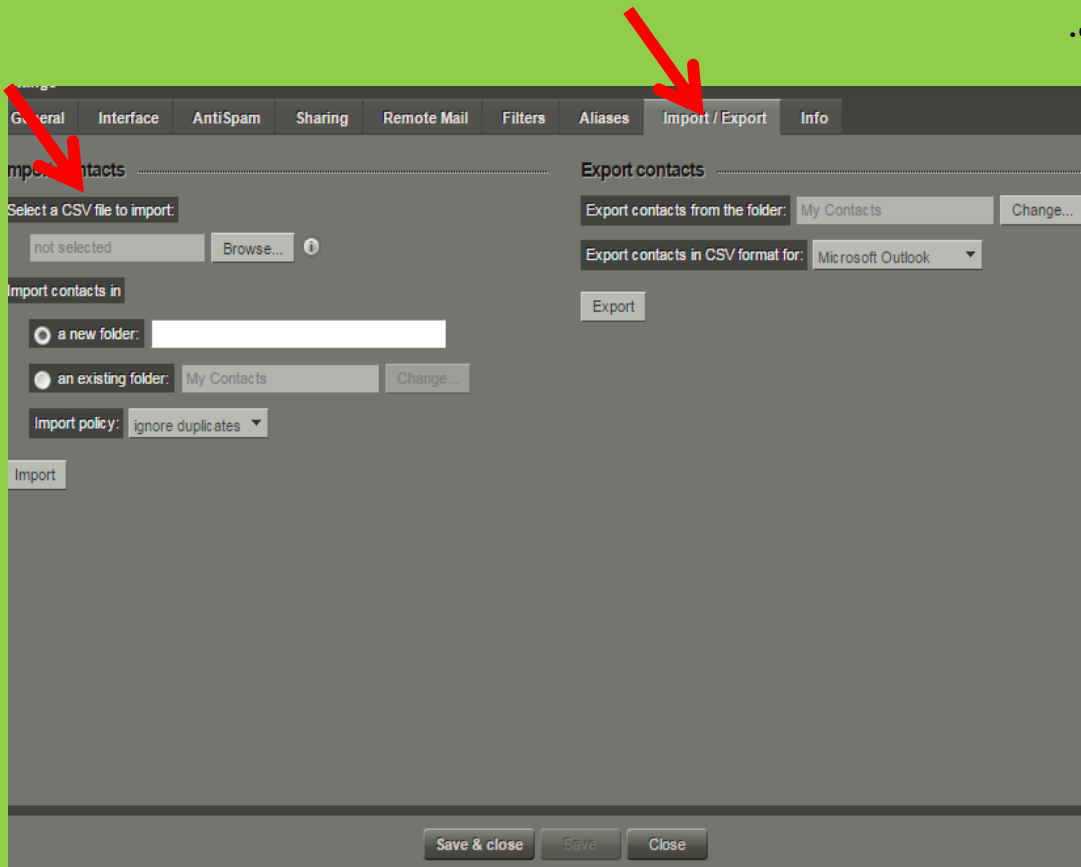 General Interface AntiSpam Sharing Remote Mail Filters Aliases Import / Export Info
Select a CSV file to import:
not selected Browse...
Import contacts in
a new folder:
an existing folder: My Contacts Change...
Import policy: ignore duplicates
Import
Export contacts
Export contacts from the folder: My Contacts Change...
Export contacts in CSV format for: Microsoft Outlook
Export
Save & close Save Close